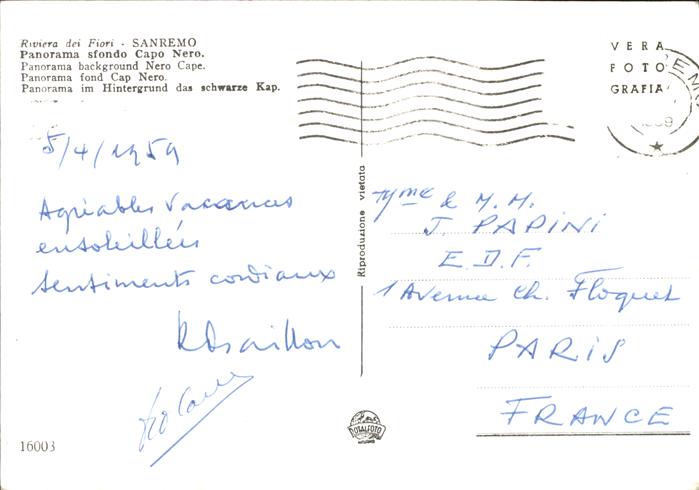 Riviera dei Fiori - SANREMO
Panorama sfondo Capo Nero.
Panorama background Nero Cape.
Panorama fond Cap Nero.
Panorama im Hintergrund das schwarze Kap.
VERA
FOTO
GRAFIA
5/4/1959
Agréables vacances
ensoleillées
Sentiments cordiaux
Riproduzione vietata
& M. M.
J. PAPINI
E.D.F.
1 Avenue Ch. Floquet
PARIS
FRANCE
TOTALFOTO
16003